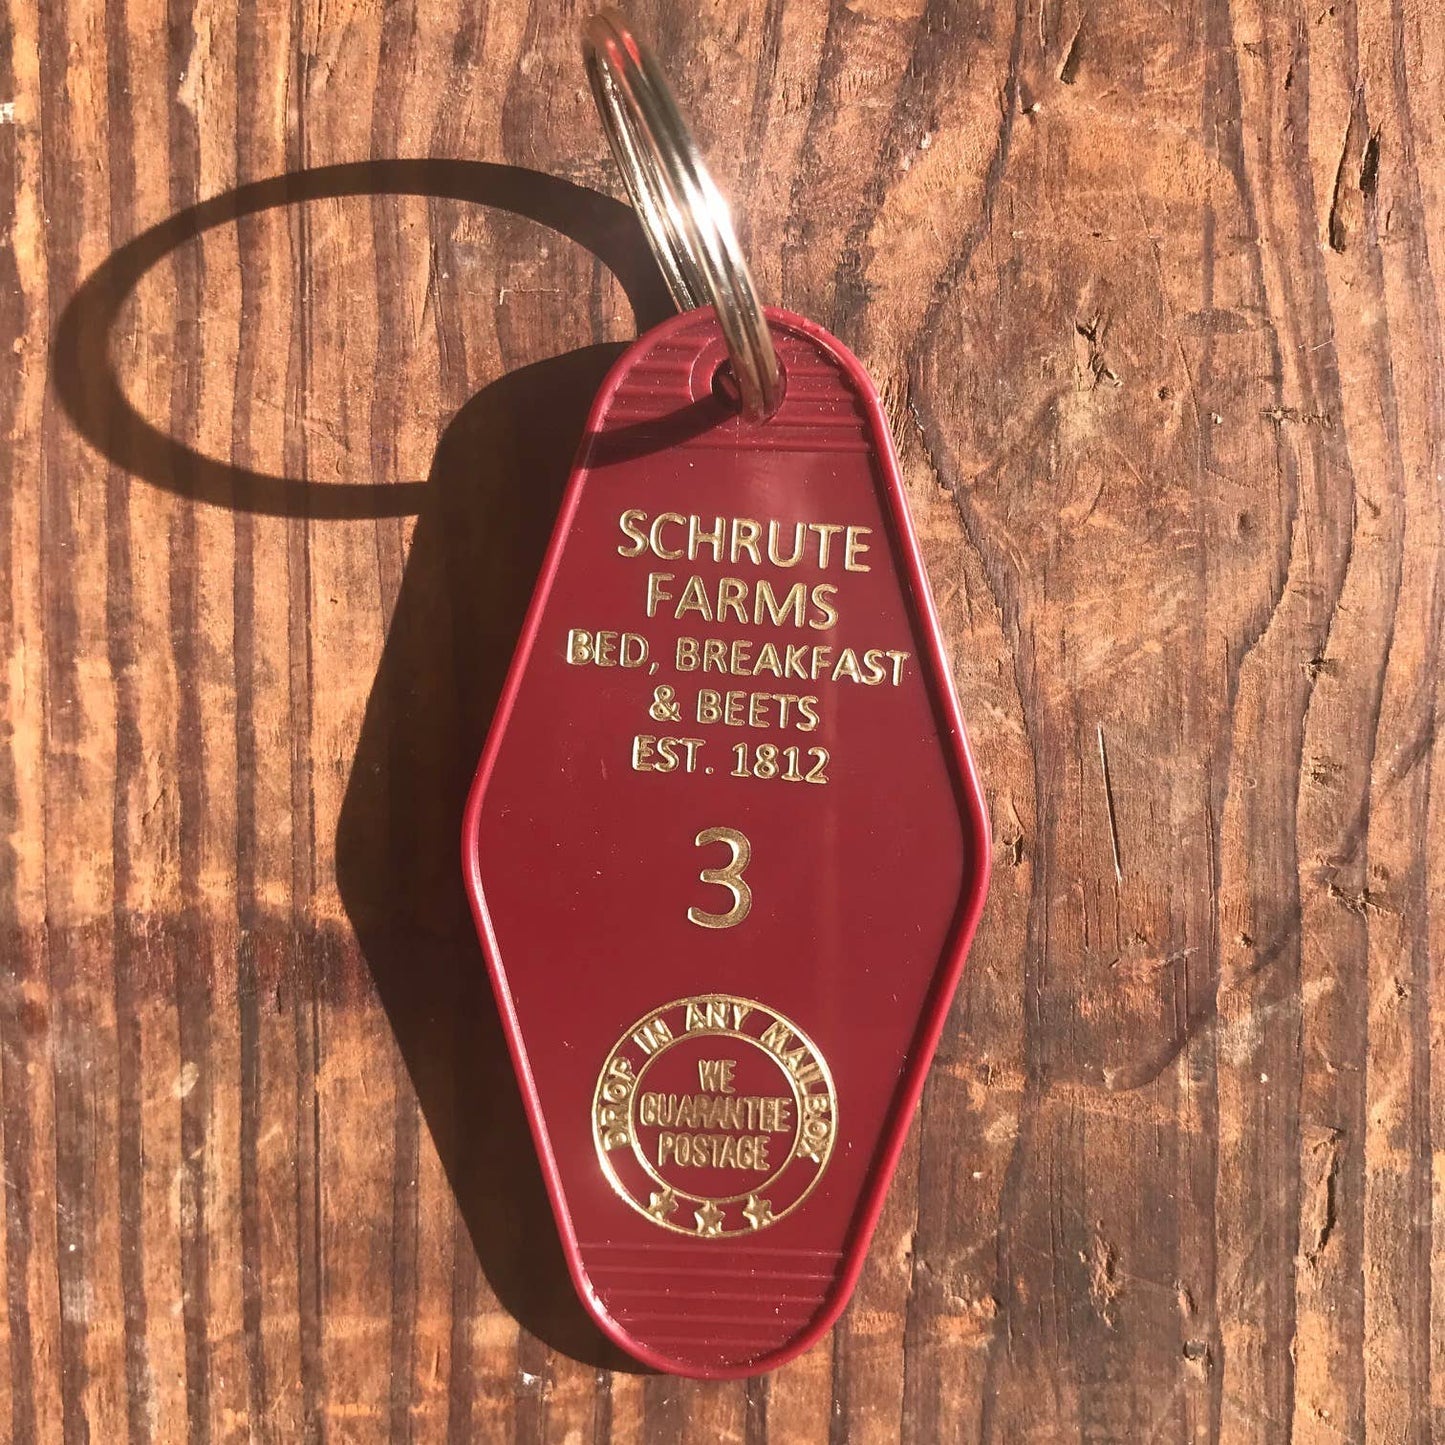 SCHRUTE
FARMS
BED, BREAKFAST
& BEETS
EST. 1812
3
DROP IN ANY MAILBOX
WE
GUARANTEE
POSTAGE